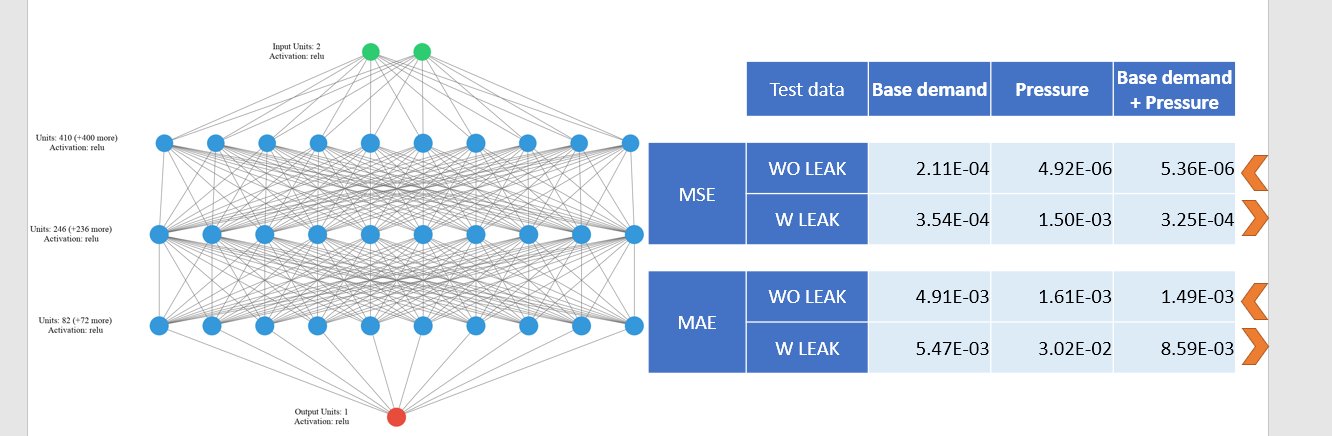 Input Units: 2
Activation: relu
Units: 410 (+400 more)
Activation: relu
Units: 246 (+236 more)
Activation: relu
Units: 82 (+72 more)
Activation: relu
Output Units: 1
Activation: relu
Test data Base demand Pressure Base demand
+ Pressure
MSE
WO LEAK 2.11E-04 4.92E-06 5.36E-06
W LEAK 3.54E-04 1.50E-03 3.25E-04
MAE
WO LEAK 4.91E-03 1.61E-03 1.49E-03
W LEAK 5.47E-03 3.02E-02 8.59E-03